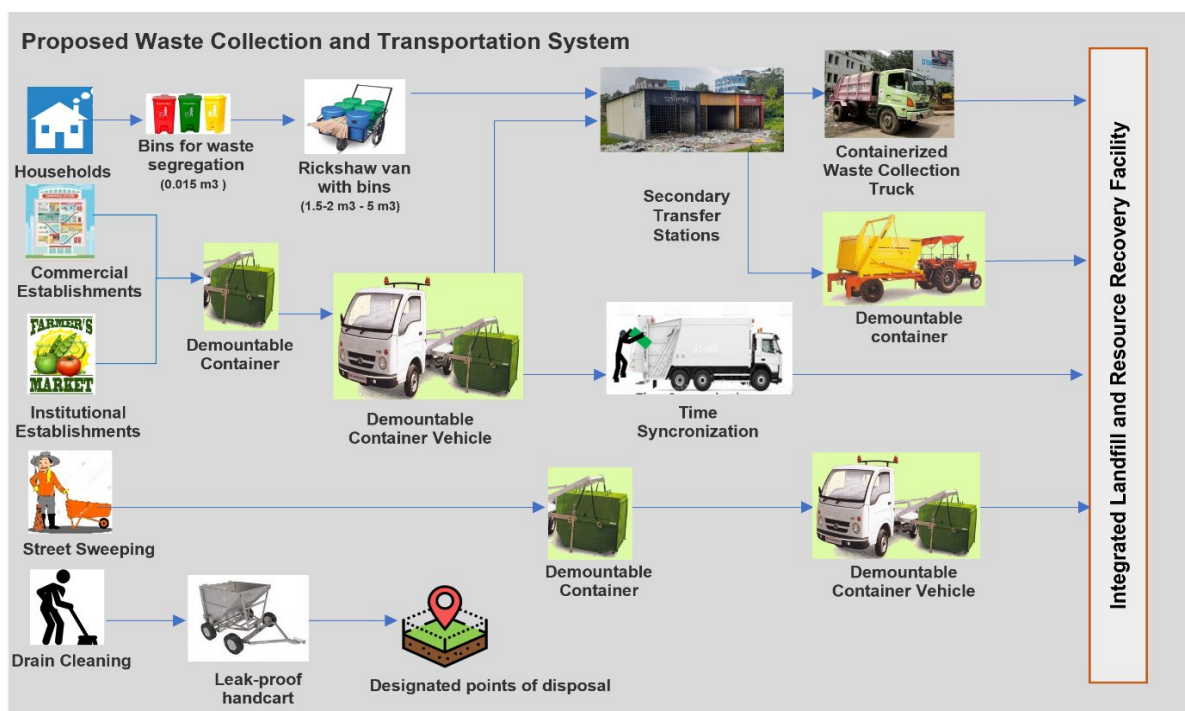 Proposed Waste Collection and Transportation System
Households
Bins for waste
segregation
(0.015 m3 )
Rickshaw van
with bins
(1.5-2 m3 - 5 m3)
Secondary
Transfer
Stations
Containerized
Waste Collection
Truck
Commercial
Establishments
FARMER'S
MARKET
Institutional
Establishments
Demountable
Container
Demountable
Container Vehicle
Time
Syncronization
Demountable
container
Street Sweeping
Demountable
Container
Demountable
Container Vehicle
Drain Cleaning
Leak-proof
handcart
Designated points of disposal
Integrated Landfill and Resource Recovery Facility